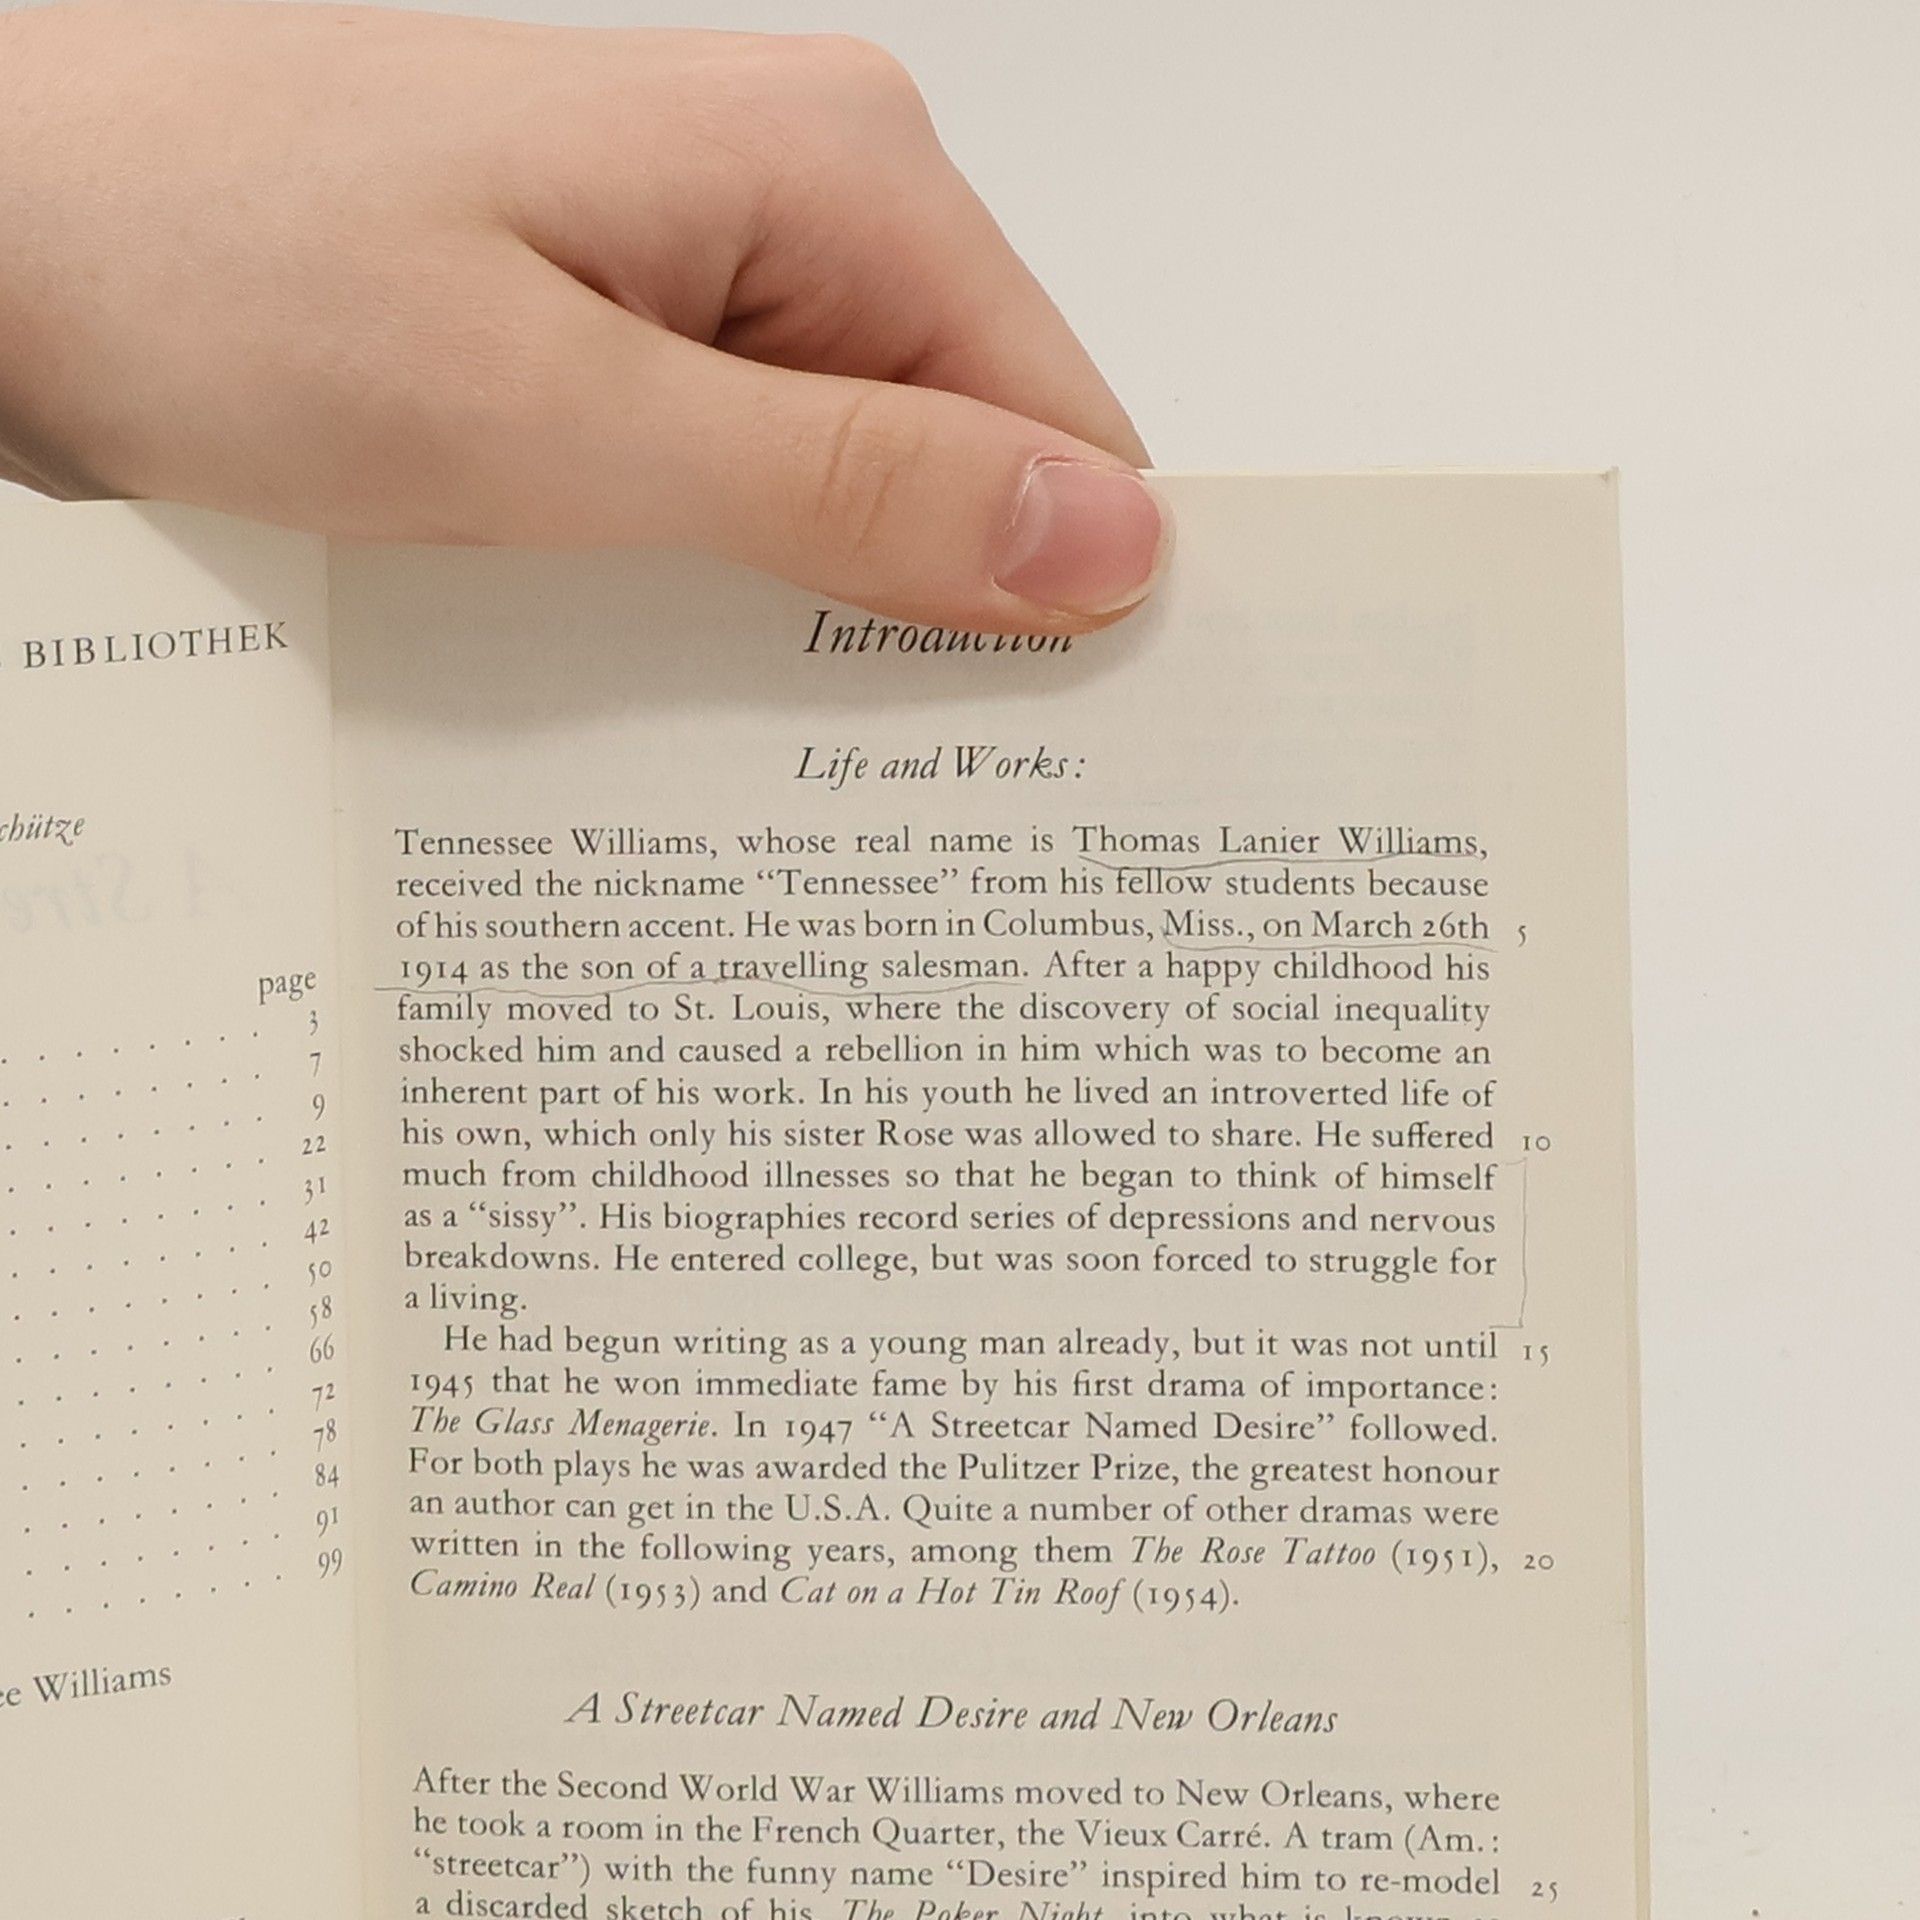 BIBLIOTHEK
page
3
7
9
22
31
42
50
58
66
72
78
84
91
99
Williams
Introduction
Life and Works:
Tennessee Williams, whose real name is Thomas Lanier Williams,
received the nickname “Tennessee” from his fellow students because
of his southern accent. He was born in Columbus, Miss., on March 26th 5
1914 as the son of a travelling salesman. After a happy childhood his
family moved to St. Louis, where the discovery of social inequality
shocked him and caused a rebellion in him which was to become an
inherent part of his work. In his youth he lived an introverted life of
his own, which only his sister Rose was allowed to share. He suffered 10
much from childhood illnesses so that he began to think of himself
as a “sissy”. His biographies record series of depressions and nervous
breakdowns. He entered college, but was soon forced to struggle for
a living.
He had begun writing as a young man already, but it was not until 15
1945 that he won immediate fame by his first drama of importance:
The Glass Menagerie. In 1947 “A Streetcar Named Desire” followed.
For both plays he was awarded the Pulitzer Prize, the greatest honour
an author can get in the U.S.A. Quite a number of other dramas were
written in the following years, among them The Rose Tattoo (1951), 20
Camino Real (1953) and Cat on a Hot Tin Roof (1954).
A Streetcar Named Desire and New Orleans
After the Second World War Williams moved to New Orleans, where
he took a room in the French Quarter, the Vieux Carré. A tram (Am.:
“streetcar”) with the funny name “Desire” inspired him to re-model 25
a discarded sketch of his, The Poker Night, into what is